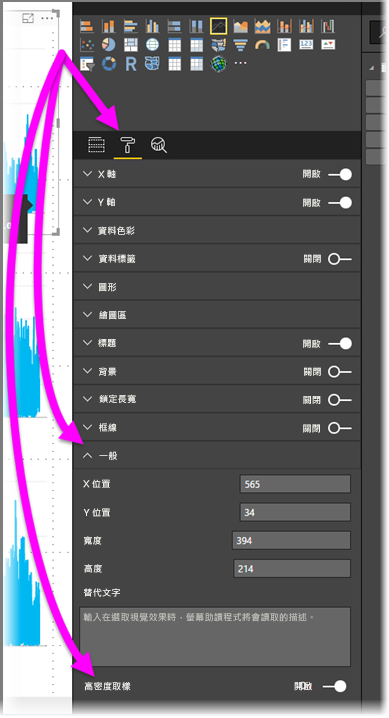 R
123
X 軸 開啟
Y 軸 開啟
資料色彩
資料標籤 關閉
圖形
繪圖區
標題 開啟
背景 關閉
鎖定長寬 關閉
框線 關閉
一般
X 位置 565
Y 位置 34
寬度 394
高度 214
替代文字
輸入在選取視覺效果時，螢幕助讀程式將會讀取的描述。
高密度取樣 開啟